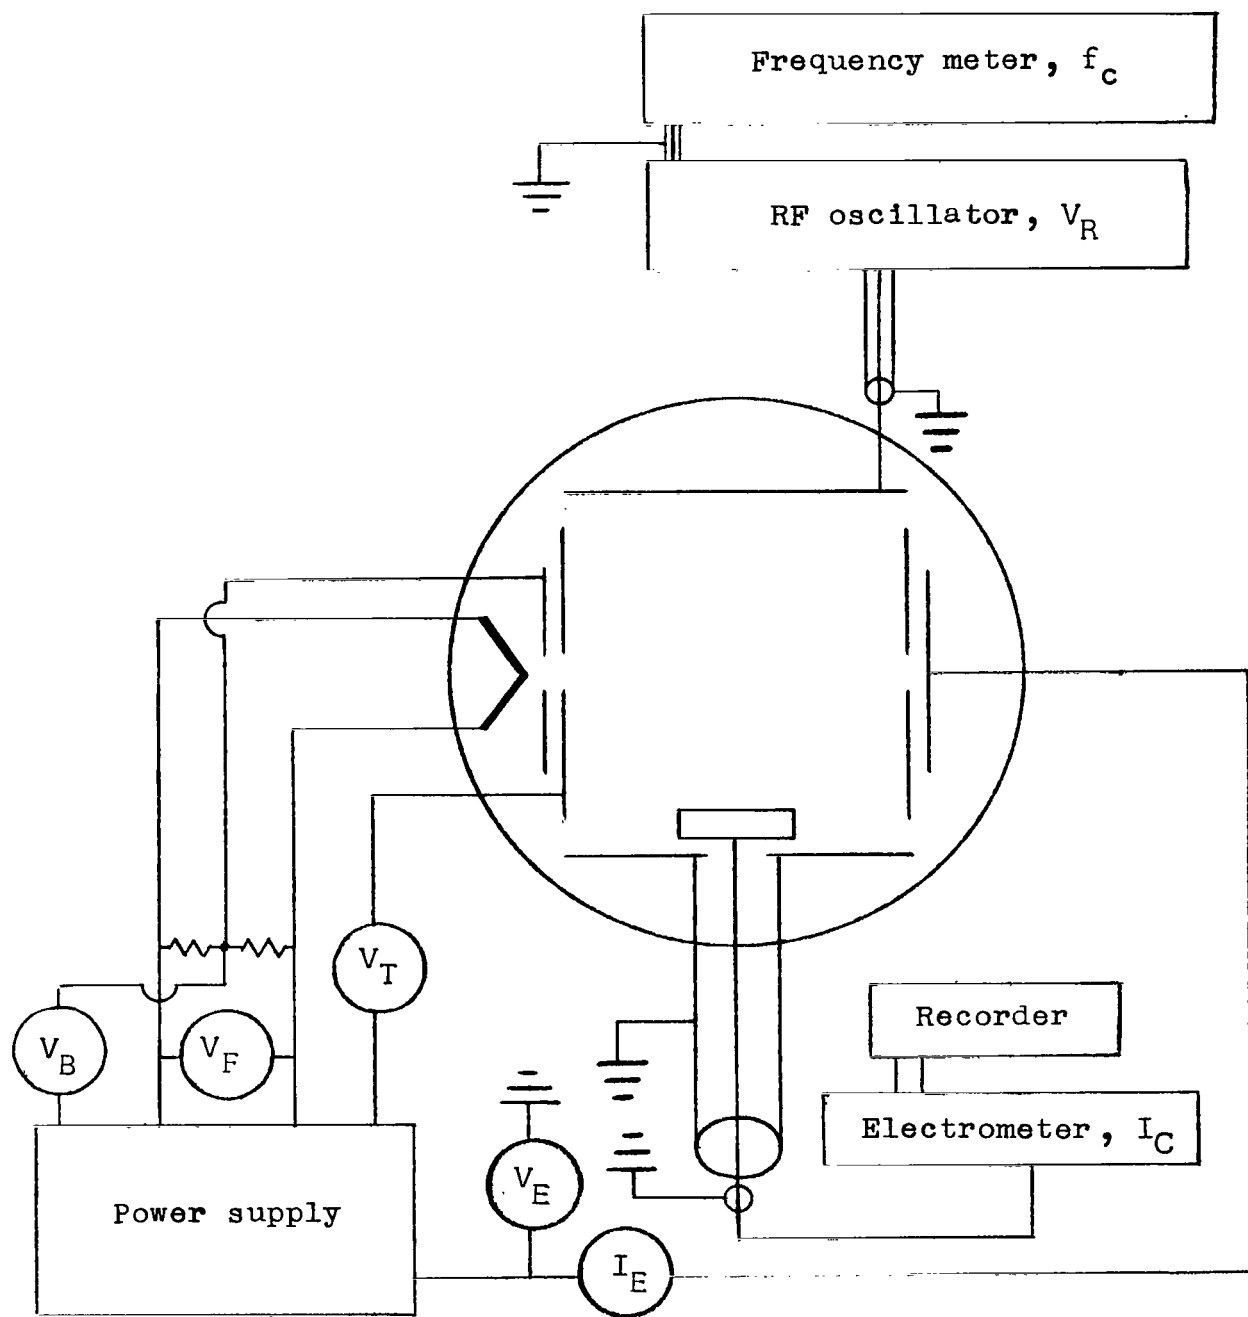 Frequency meter, f_c
RF oscillator, V_R
V_T
Recorder
V_B
V_F
Electrometer, I_C
V_E
Power supply
I_E